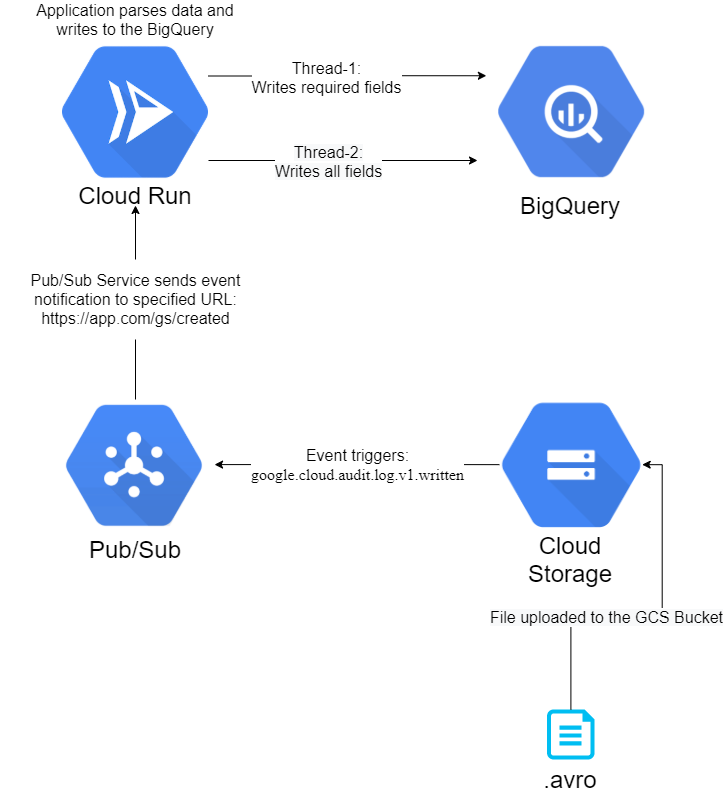 Application parses data and
writes to the BigQuery
Thread-1:
Writes required fields
Thread-2:
Writes all fields
Cloud Run
BigQuery
Pub/Sub Service sends event
notification to specified URL:
https://app.com/gs/created
Event triggers:
google.cloud.audit.log.v1.written
Pub/Sub
Cloud
Storage
File uploaded to the GCS Bucket
.avro